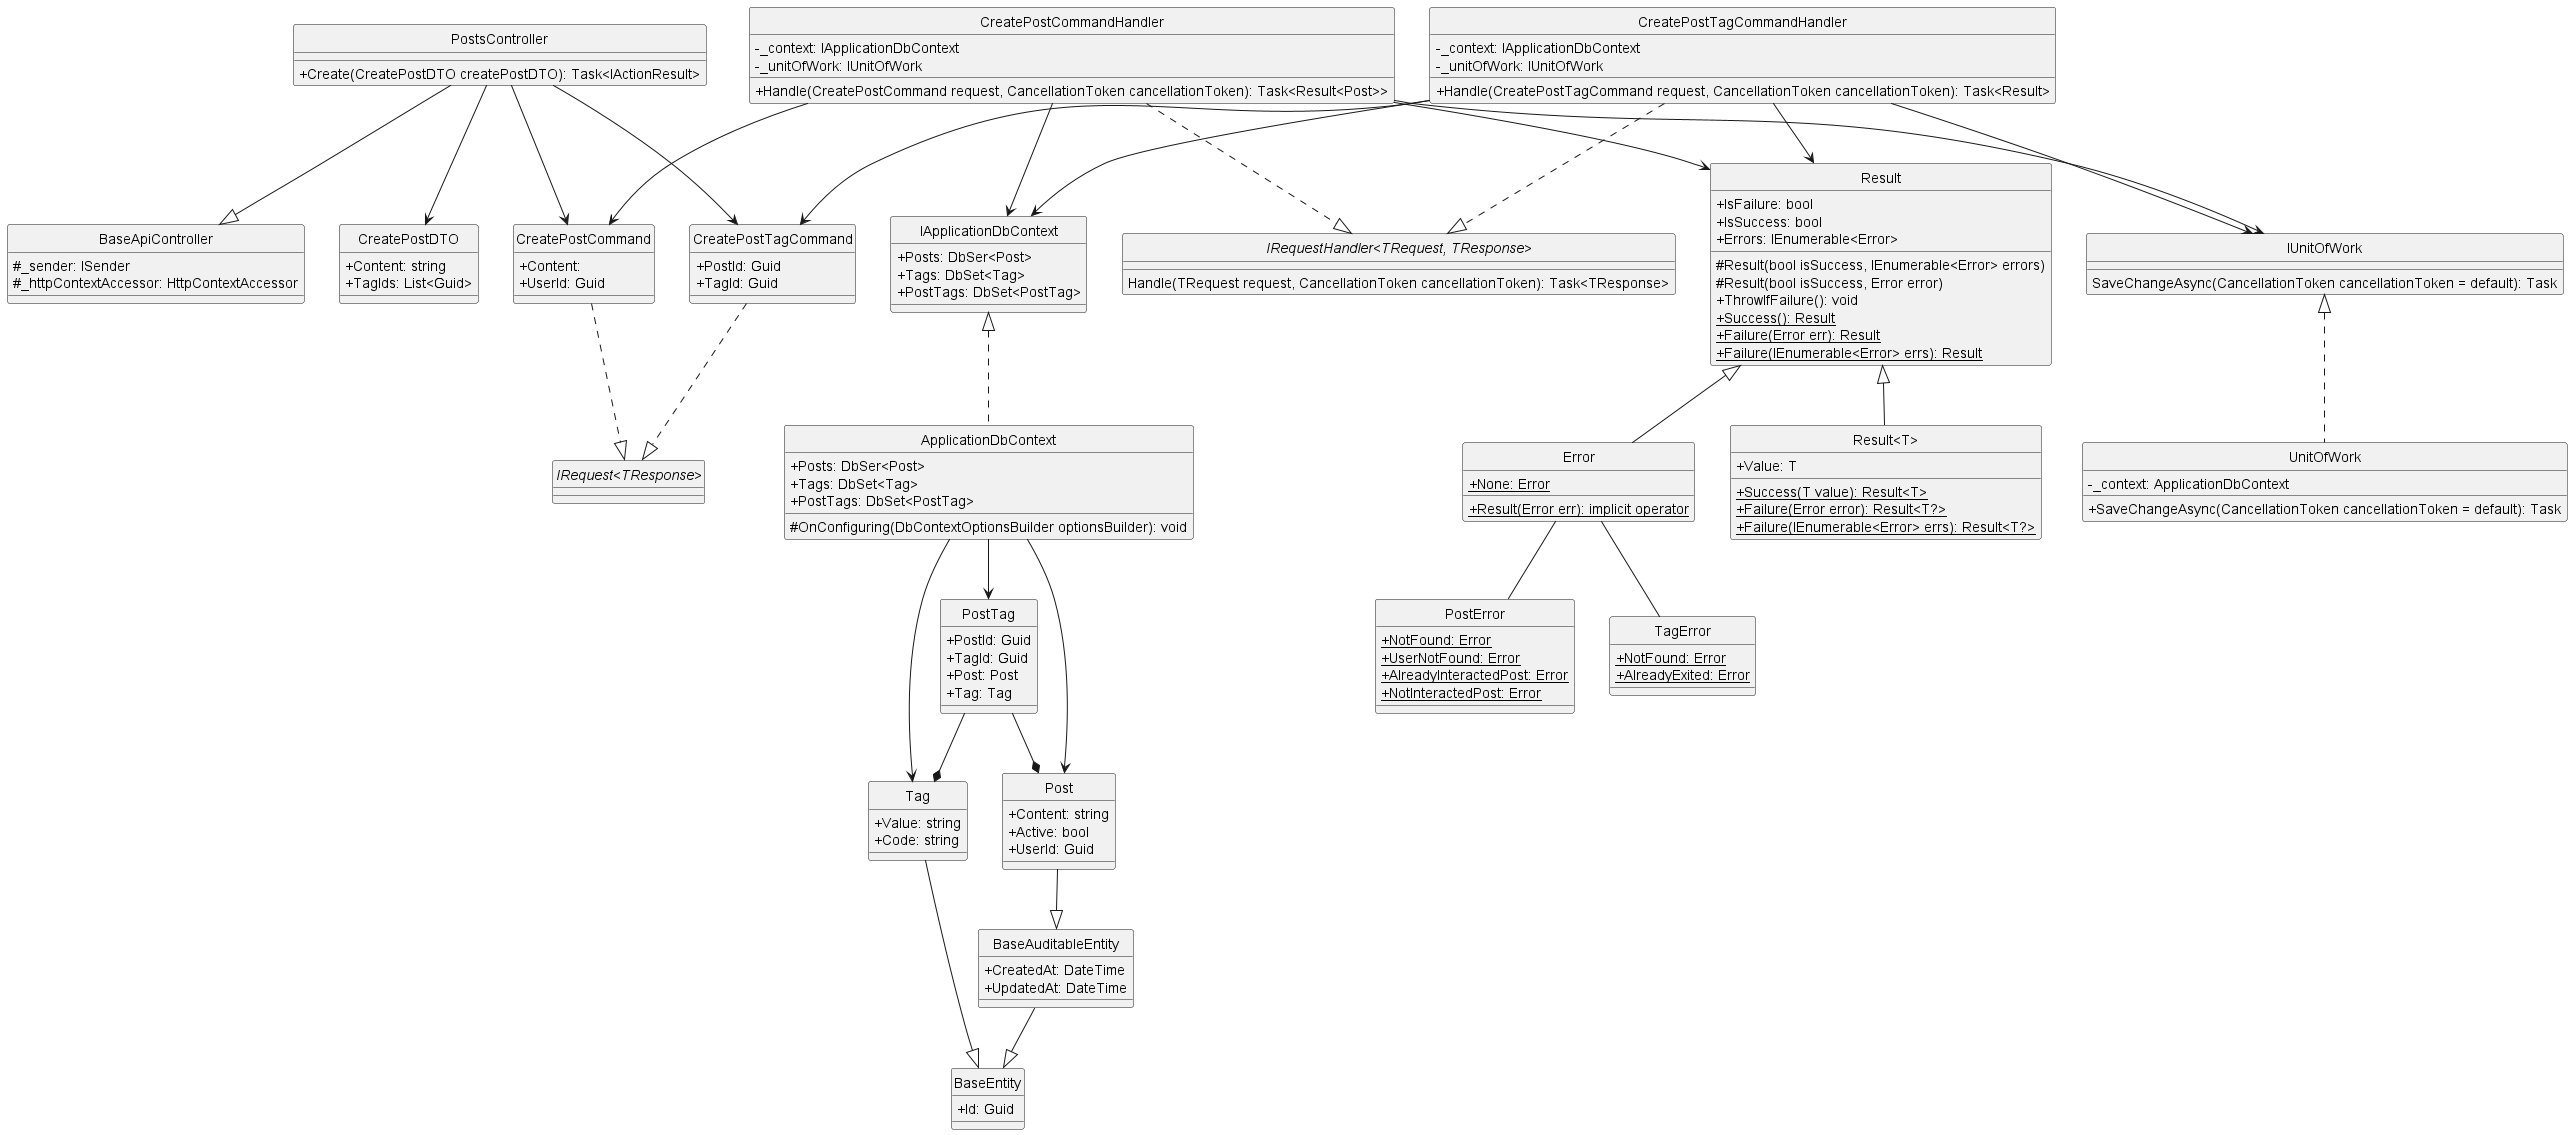 PostsController
+Create(CreatePostDTO createPostDTO): Task<IActionResult>
CreatePostCommandHandler
-_context: IApplicationDbContext
-_unitOfWork: IUnitOfWork
+Handle(CreatePostCommand request, CancellationToken cancellationToken): Task<Result<Post>>
CreatePostTagCommandHandler
-_context: IApplicationDbContext
-_unitOfWork: IUnitOfWork
+Handle(CreatePostTagCommand request, CancellationToken cancellationToken): Task<Result>
BaseApiController
#_sender: ISender
#_httpContextAccessor: HttpContextAccessor
CreatePostDTO
+Content: string
+TagIds: List<Guid>
CreatePostCommand
+Content:
+UserId: Guid
CreatePostTagCommand
+PostId: Guid
+TagId: Guid
IApplicationDbContext
+Posts: DbSer<Post>
+Tags: DbSet<Tag>
+PostTags: DbSet<PostTag>
IRequestHandler<TRequest, TResponse>
Handle(TRequest request, CancellationToken cancellationToken): Task<TResponse>
Result
+IsFailure: bool
+IsSuccess: bool
+Errors: IEnumerable<Error>
#Result(bool isSuccess, IEnumerable<Error> errors)
#Result(bool isSuccess, Error error)
+ThrowIfFailure(): void
+Success(): Result
+Failure(Error err): Result
+Failure(IEnumerable<Error> errs): Result
IUnitOfWork
SaveChangeAsync(CancellationToken cancellationToken = default): Task
IRequest<TResponse>
ApplicationDbContext
+Posts: DbSer<Post>
+Tags: DbSet<Tag>
+PostTags: DbSet<PostTag>
#OnConfiguring(DbContextOptionsBuilder optionsBuilder): void
Error
+None: Error
+Result(Error err): implicit operator
Result<T>
+Value: T
+Success(T value): Result<T>
+Failure(Error error): Result<T?>
+Failure(IEnumerable<Error> errs): Result<T?>
UnitOfWork
-_context: ApplicationDbContext
+SaveChangeAsync(CancellationToken cancellationToken = default): Task
PostTag
+PostId: Guid
+TagId: Guid
+Post: Post
+Tag: Tag
PostError
+NotFound: Error
+UserNotFound: Error
+AlreadyInteractedPost: Error
+NotInteractedPost: Error
TagError
+NotFound: Error
+AlreadyExited: Error
Tag
+Value: string
+Code: string
Post
+Content: string
+Active: bool
+UserId: Guid
BaseAuditableEntity
+CreatedAt: DateTime
+UpdatedAt: DateTime
BaseEntity
+Id: Guid